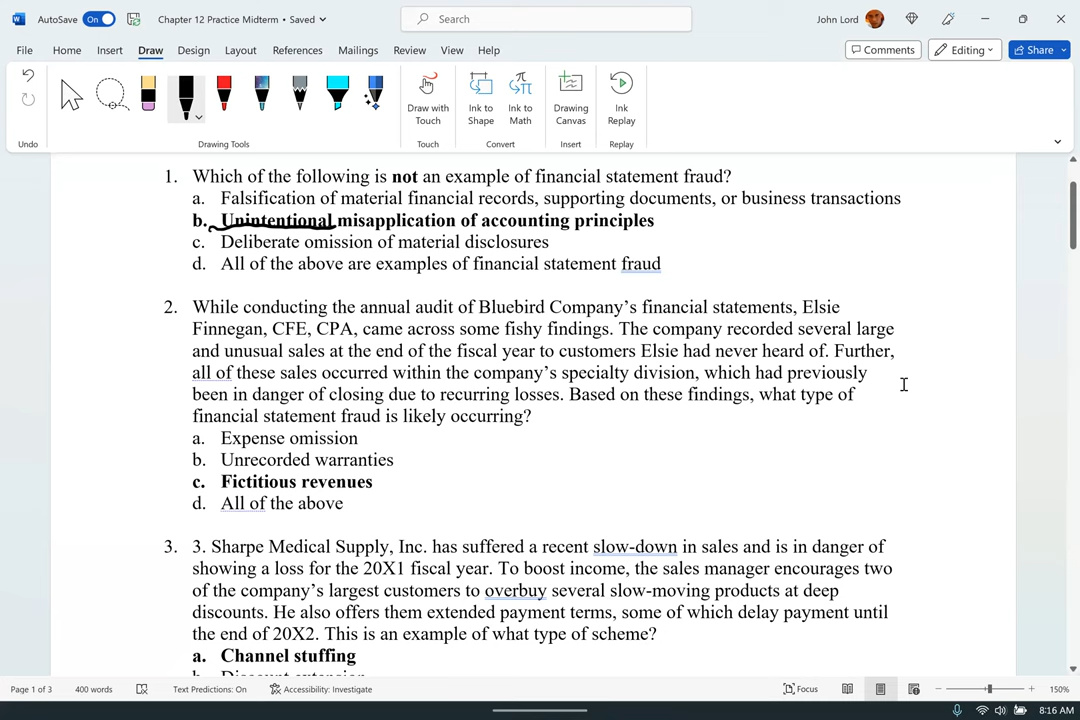 AutoSave On Chapter 12 Practice Midterm • Saved Search John Lord
File Home Insert Draw Design Layout References Mailings Review View Help Comments Editing Share
Draw with Touch Ink to Shape Ink to Math Drawing Canvas Ink Replay
Undo Drawing Tools Touch Convert Insert Replay
1. Which of the following is not an example of financial statement fraud?
a. Falsification of material financial records, supporting documents, or business transactions
b. Unintentional misapplication of accounting principles
c. Deliberate omission of material disclosures
d. All of the above are examples of financial statement fraud
2. While conducting the annual audit of Bluebird Company’s financial statements, Elsie
Finnegan, CFE, CPA, came across some fishy findings. The company recorded several large
and unusual sales at the end of the fiscal year to customers Elsie had never heard of. Further,
all of these sales occurred within the company’s specialty division, which had previously
been in danger of closing due to recurring losses. Based on these findings, what type of
financial statement fraud is likely occurring?
a. Expense omission
b. Unrecorded warranties
c. Fictitious revenues
d. All of the above
3. 3. Sharpe Medical Supply, Inc. has suffered a recent slow-down in sales and is in danger of
showing a loss for the 20X1 fiscal year. To boost income, the sales manager encourages two
of the company’s largest customers to overbuy several slow-moving products at deep
discounts. He also offers them extended payment terms, some of which delay payment until
the end of 20X2. This is an example of what type of scheme?
a. Channel stuffing
Page 1 of 3 400 words Text Predictions: On Accessibility: Investigate Focus 150%
8:16 AM